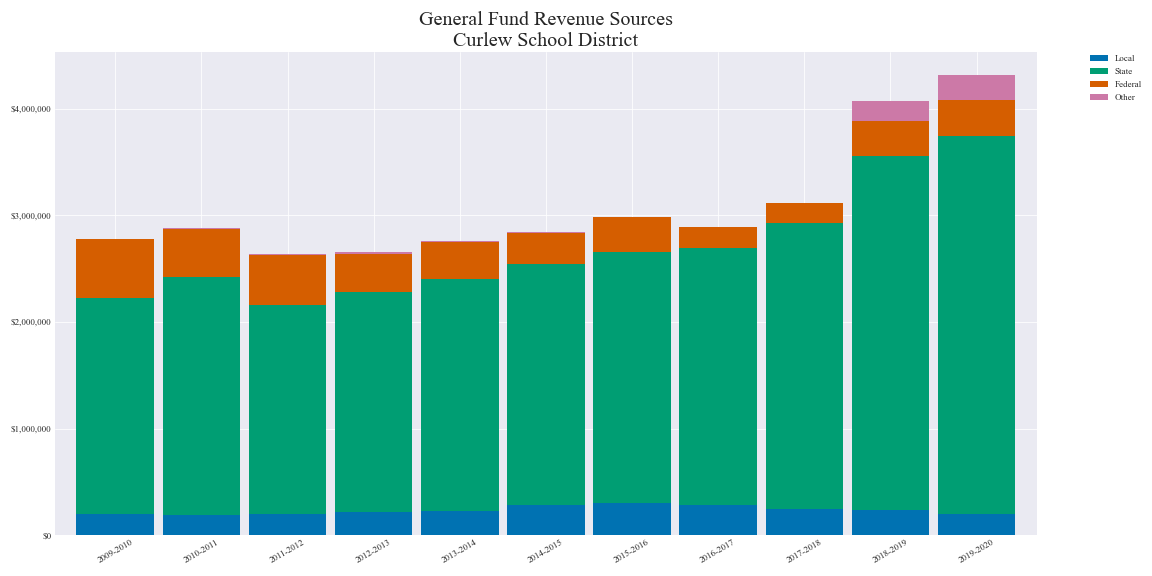 General Fund Revenue Sources
Curlew School District
Local
State
Federal
Other
$4,000,000
$3,000,000
$2,000,000
$1,000,000
$0
2009-2010
2010-2011
2011-2012
2012-2013
2013-2014
2014-2015
2015-2016
2016-2017
2017-2018
2018-2019
2019-2020